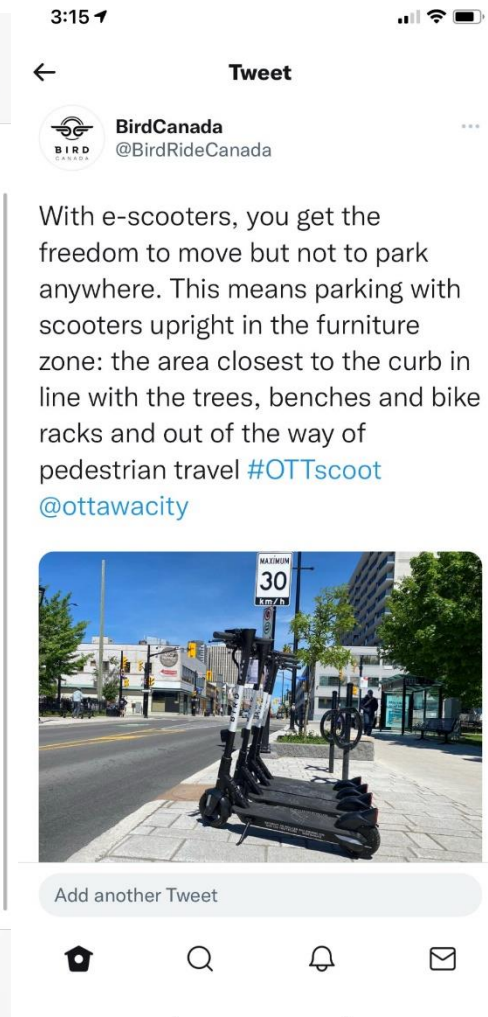 3:15
Tweet
BIRD
CANADA
BirdCanada
@BirdRideCanada
With e-scooters, you get the
freedom to move but not to park
anywhere. This means parking with
scooters upright in the furniture
zone: the area closest to the curb in
line with the trees, benches and bike
racks and out of the way of
pedestrian travel #OTTscoot
@ottawacity
MAXIMUM
30
km/h
Add another Tweet